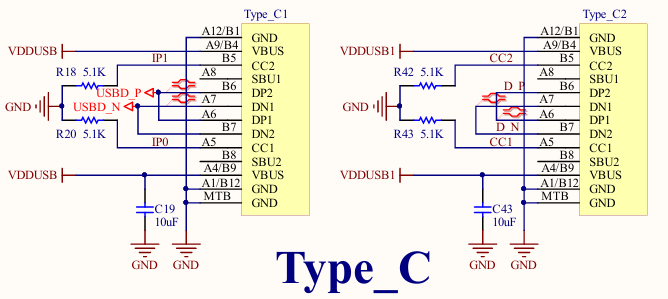 Type_C1
A12/B1 GND
VDDUSB A9/B4 VBUS
IP1 B5 CC2
R18 5.1K A8 SBU1
USBD_P B6 DP2
GND USBD_N A7 DN1
A6 DP1
R20 5.1K B7 DN2
IP0 A5 CC1
B8 SBU2
VDDUSB A4/B9 VBUS
A1/B12 GND
MTB GND
C19
10uF
GND GND
Type_C2
A12/B1 GND
VDDUSB1 A9/B4 VBUS
CC2 B5 CC2
R42 5.1K A8 SBU1
D_P B6 DP2
GND A7 DN1
A6 DP1
R43 5.1K D_N B7 DN2
CC1 A5 CC1
B8 SBU2
VDDUSB1 A4/B9 VBUS
A1/B12 GND
MTB GND
C43
10uF
GND GND
Type_C